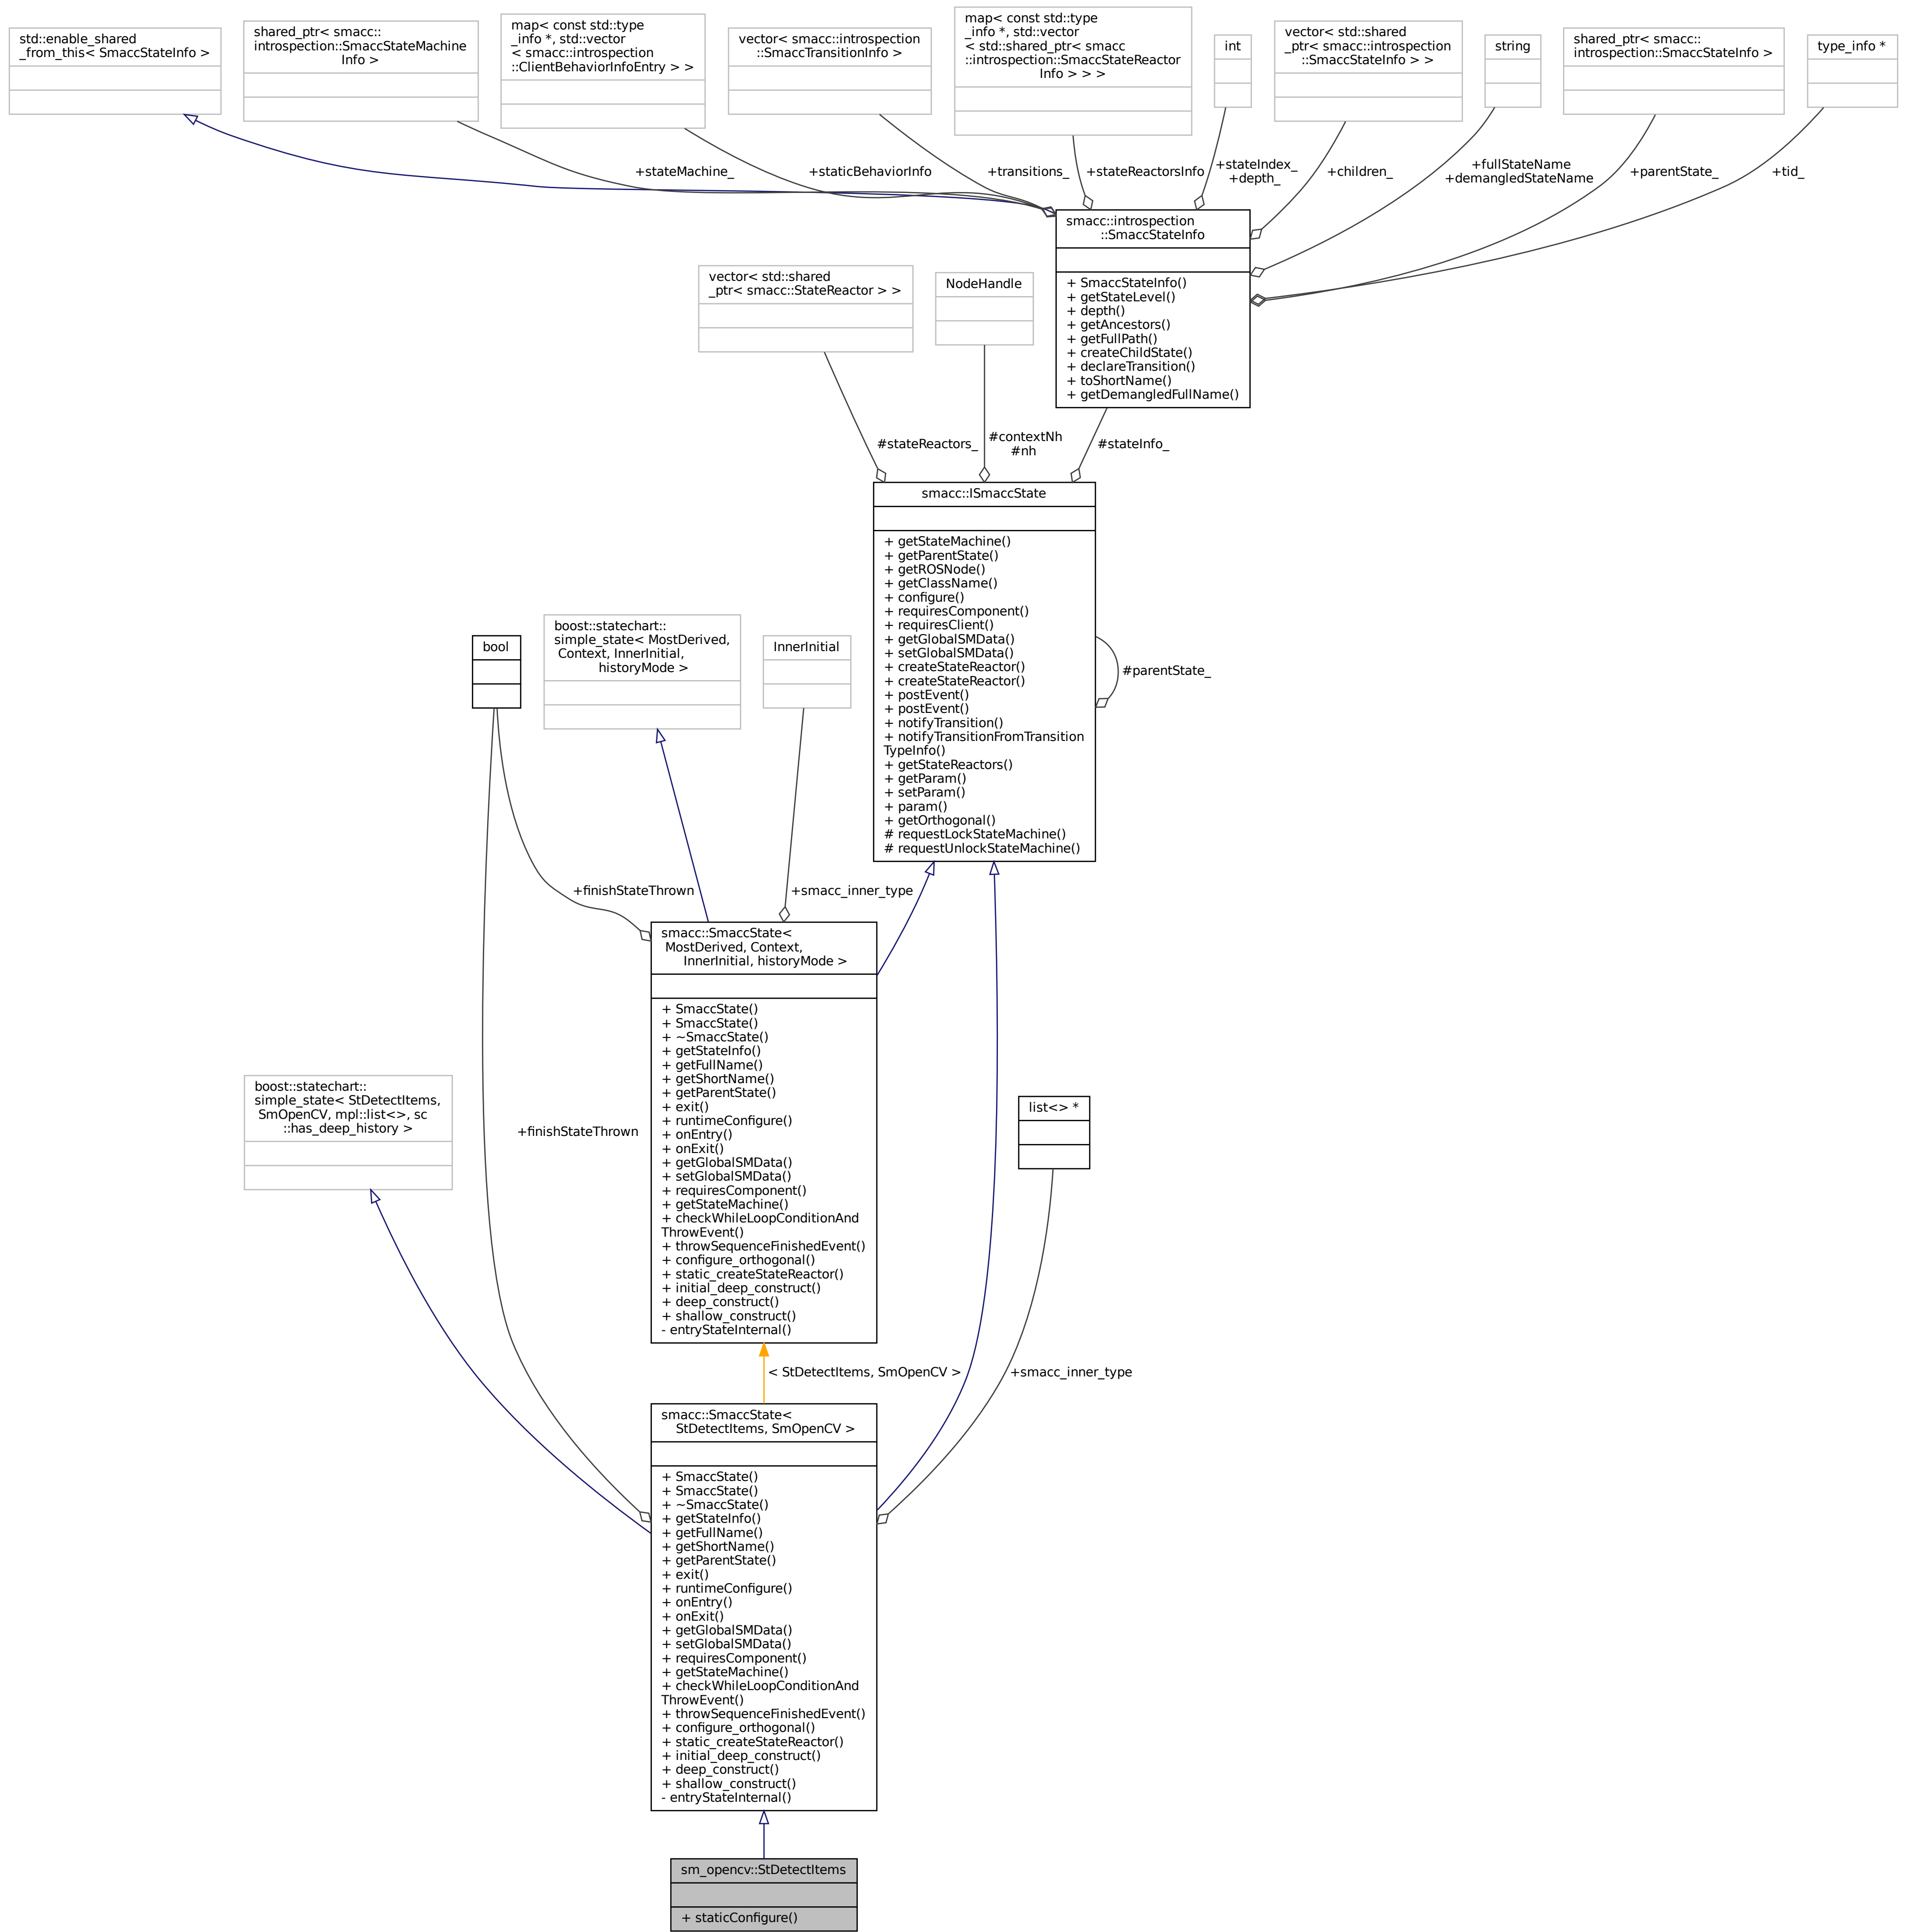 std::enable_shared
_from_this< SmaccStateInfo >
shared_ptr< smacc::
introspection::SmaccStateMachine
Info >
map< const std::type
_info *, std::vector
< smacc::introspection
::ClientBehaviorInfoEntry > >
vector< smacc::introspection
::SmaccTransitionInfo >
map< const std::type
_info *, std::vector
< std::shared_ptr< smacc
::introspection::SmaccStateReactor
Info > > >
int
vector< std::shared
_ptr< smacc::introspection
::SmaccStateInfo > >
string
shared_ptr< smacc::
introspection::SmaccStateInfo >
type_info *
+stateMachine_
+staticBehaviorInfo
+transitions_
+stateReactorsInfo
+stateIndex_
+depth_
+children_
+fullStateName
+demangledStateName
+parentState_
+tid_
smacc::introspection
::SmaccStateInfo
+ SmaccStateInfo()
+ getStateLevel()
+ depth()
+ getAncestors()
+ getFullPath()
+ createChildState()
+ declareTransition()
+ toShortName()
+ getDemangledFullName()
vector< std::shared
_ptr< smacc::StateReactor > >
NodeHandle
#stateReactors_
#contextNh
#nh
#stateInfo_
smacc::ISmaccState
+ getStateMachine()
+ getParentState()
+ getROSNode()
+ getClassName()
+ configure()
+ requiresComponent()
+ requiresClient()
+ getGlobalSMData()
+ setGlobalSMData()
+ createStateReactor()
+ createStateReactor()
+ postEvent()
+ postEvent()
+ notifyTransition()
+ notifyTransitionFromTransition
TypeInfo()
+ getStateReactors()
+ getParam()
+ setParam()
+ param()
+ getOrthogonal()
# requestLockStateMachine()
# requestUnlockStateMachine()
#parentState_
bool
boost::statechart::
simple_state< MostDerived,
Context, InnerInitial,
historyMode >
InnerInitial
+finishStateThrown
+smacc_inner_type
smacc::SmaccState<
MostDerived, Context,
InnerInitial, historyMode >
+ SmaccState()
+ SmaccState()
+ ~SmaccState()
+ getStateInfo()
+ getFullName()
+ getShortName()
+ getParentState()
+ exit()
+ runtimeConfigure()
+ onEntry()
+ onExit()
+ getGlobalSMData()
+ setGlobalSMData()
+ requiresComponent()
+ getStateMachine()
+ checkWhileLoopConditionAnd
ThrowEvent()
+ throwSequenceFinishedEvent()
+ configure_orthogonal()
+ static_createStateReactor()
+ initial_deep_construct()
+ deep_construct()
+ shallow_construct()
- entryStateInternal()
boost::statechart::
simple_state< StDetectItems,
SmOpenCV, mpl::list<>, sc
::has_deep_history >
+finishStateThrown
list<> *
< StDetectItems, SmOpenCV >
+smacc_inner_type
smacc::SmaccState<
StDetectItems, SmOpenCV >
+ SmaccState()
+ SmaccState()
+ ~SmaccState()
+ getStateInfo()
+ getFullName()
+ getShortName()
+ getParentState()
+ exit()
+ runtimeConfigure()
+ onEntry()
+ onExit()
+ getGlobalSMData()
+ setGlobalSMData()
+ requiresComponent()
+ getStateMachine()
+ checkWhileLoopConditionAnd
ThrowEvent()
+ throwSequenceFinishedEvent()
+ configure_orthogonal()
+ static_createStateReactor()
+ initial_deep_construct()
+ deep_construct()
+ shallow_construct()
- entryStateInternal()
sm_opencv::StDetectItems
+ staticConfigure()